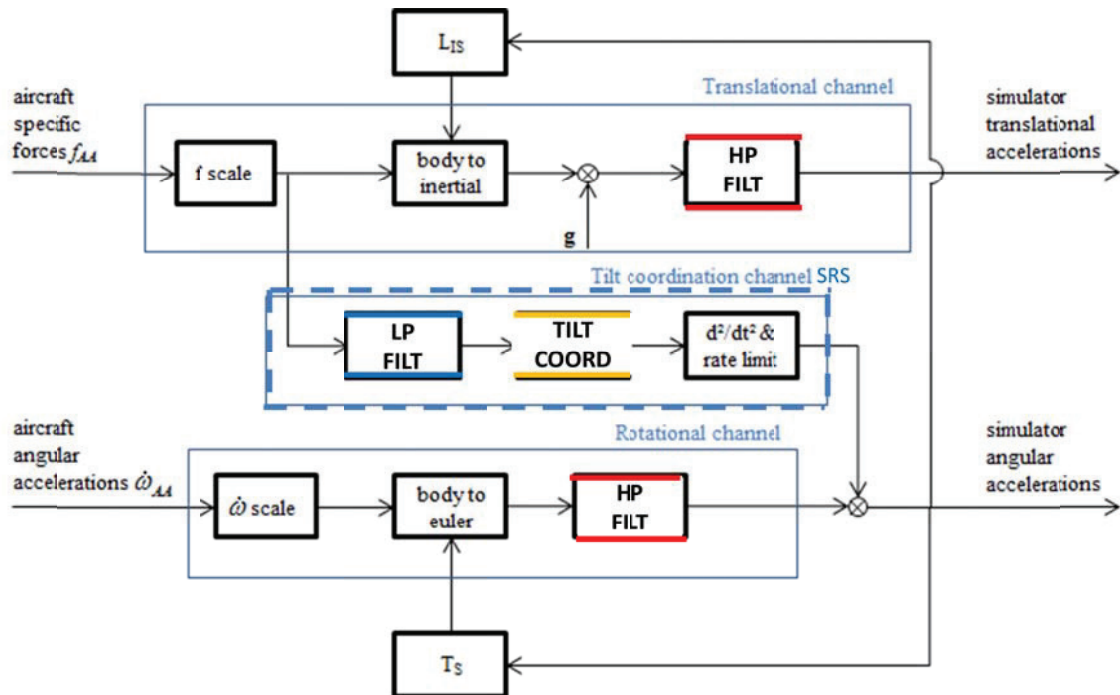 L_IS
Translational channel
aircraft
specific
forces f_AA
simulator
translational
accelerations
f scale
body to
inertial
HP
FILT
g
Tilt coordination channel SRS
LP
FILT
TILT
COORD
d²/dt² &
rate limit
aircraft
angular
accelerations ω̇_AA
Rotational channel
simulator
angular
accelerations
ω̇ scale
body to
euler
HP
FILT
T_S